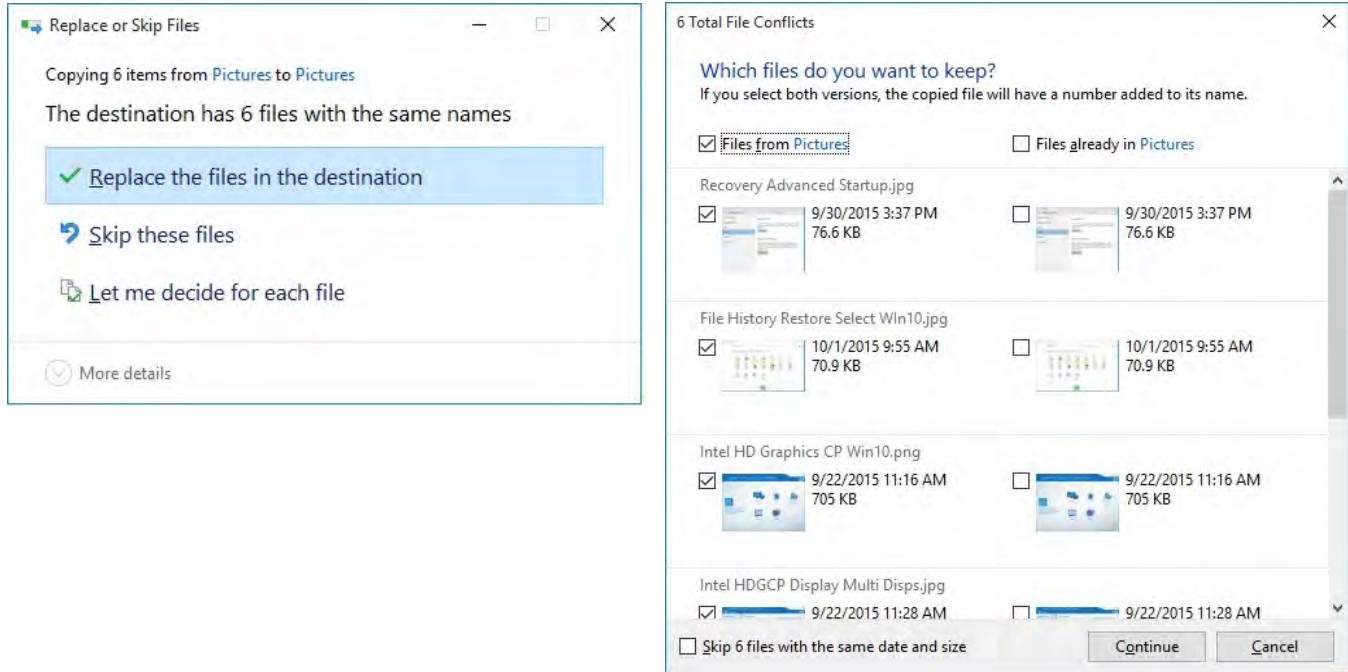 Replace or Skip Files
Copying 6 items from Pictures to Pictures
The destination has 6 files with the same names
Replace the files in the destination
Skip these files
Let me decide for each file
More details
6 Total File Conflicts
Which files do you want to keep?
If you select both versions, the copied file will have a number added to its name.
Files from Pictures
Files already in Pictures
Recovery Advanced Startup.jpg
9/30/2015 3:37 PM
76.6 KB
9/30/2015 3:37 PM
76.6 KB
File History Restore Select WIn10.jpg
10/1/2015 9:55 AM
70.9 KB
10/1/2015 9:55 AM
70.9 KB
Intel HD Graphics CP Win10.png
9/22/2015 11:16 AM
705 KB
9/22/2015 11:16 AM
705 KB
Intel HDGCP Display Multi Disps.jpg
9/22/2015 11:28 AM
9/22/2015 11:28 AM
Skip 6 files with the same date and size
Continue
Cancel